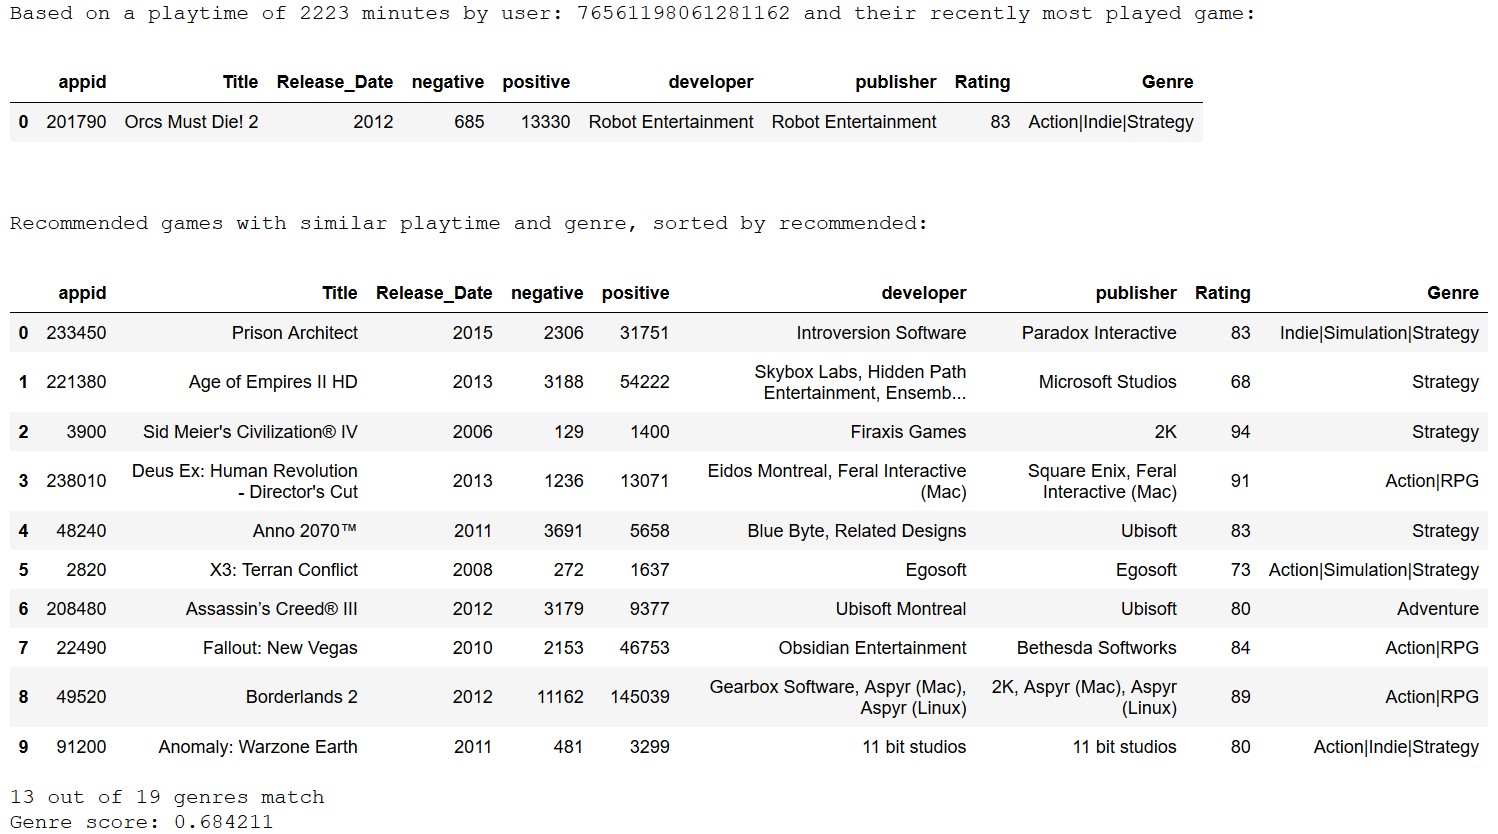 Based on a playtime of 2223 minutes by user: 76561198061281162 and their recently most played game:
appid Title Release_Date negative positive developer publisher Rating Genre
0 201790 Orcs Must Die! 2 2012 685 13330 Robot Entertainment Robot Entertainment 83 Action|Indie|Strategy
Recommended games with similar playtime and genre, sorted by recommended:
appid Title Release_Date negative positive developer publisher Rating Genre
0 233450 Prison Architect 2015 2306 31751 Introversion Software Paradox Interactive 83 Indie|Simulation|Strategy
1 221380 Age of Empires II HD 2013 3188 54222 Skybox Labs, Hidden Path Entertainment, Ensemb... Microsoft Studios 68 Strategy
2 3900 Sid Meier's Civilization® IV 2006 129 1400 Firaxis Games 2K 94 Strategy
3 238010 Deus Ex: Human Revolution - Director's Cut 2013 1236 13071 Eidos Montreal, Feral Interactive (Mac) Square Enix, Feral Interactive (Mac) 91 Action|RPG
4 48240 Anno 2070™ 2011 3691 5658 Blue Byte, Related Designs Ubisoft 83 Strategy
5 2820 X3: Terran Conflict 2008 272 1637 Egosoft Egosoft 73 Action|Simulation|Strategy
6 208480 Assassin’s Creed® III 2012 3179 9377 Ubisoft Montreal Ubisoft 80 Adventure
7 22490 Fallout: New Vegas 2010 2153 46753 Obsidian Entertainment Bethesda Softworks 84 Action|RPG
8 49520 Borderlands 2 2012 11162 145039 Gearbox Software, Aspyr (Mac), Aspyr (Linux) 2K, Aspyr (Mac), Aspyr (Linux) 89 Action|RPG
9 91200 Anomaly: Warzone Earth 2011 481 3299 11 bit studios 11 bit studios 80 Action|Indie|Strategy
13 out of 19 genres match
Genre score: 0.684211